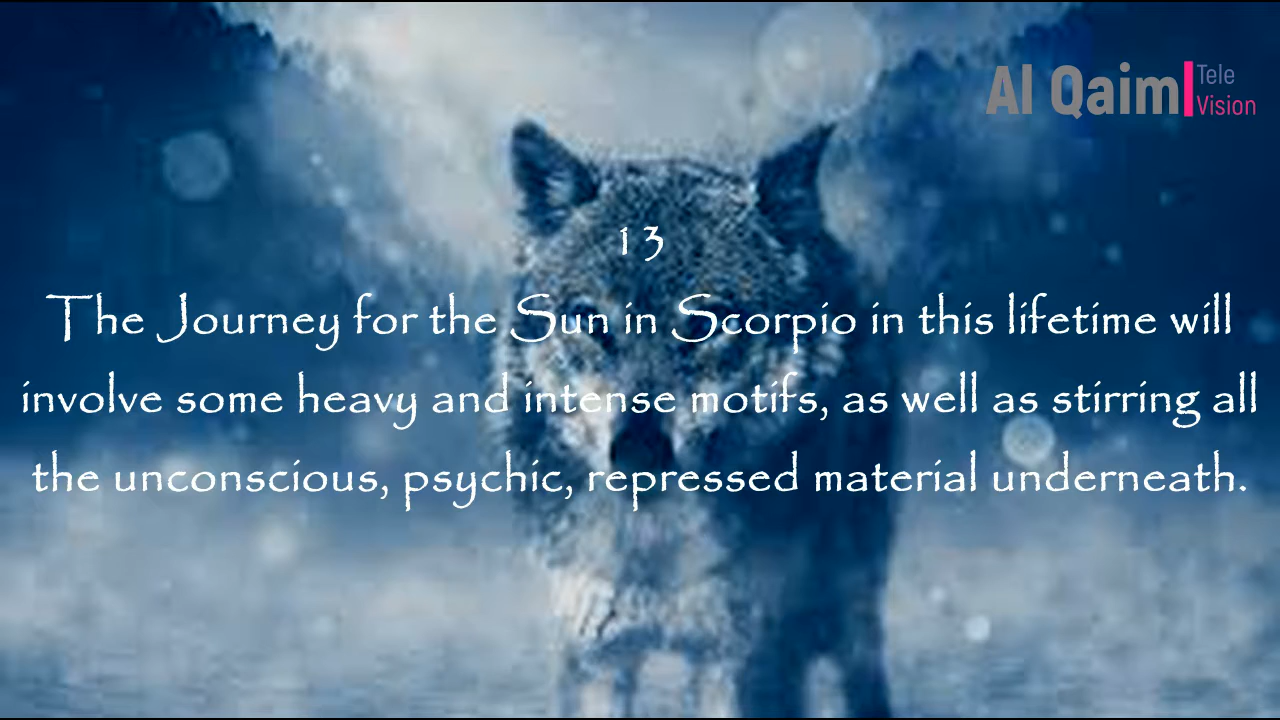 Al Qaim
Tele
Vision
13
The Journey for the Sun in Scorpio in this lifetime will
involve some heavy and intense motifs, as well as stirring all
the unconscious, psychic, repressed material underneath.